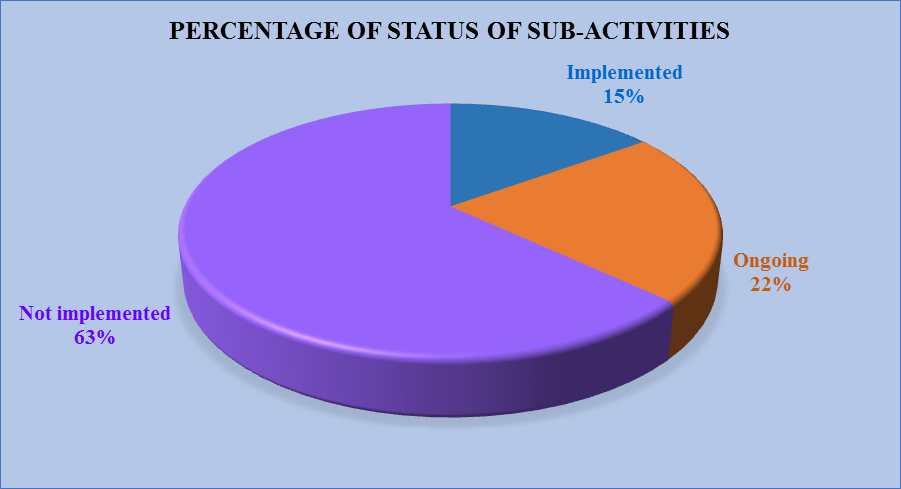 PERCENTAGE OF STATUS OF SUB-ACTIVITIES
Implemented
15%
Ongoing
22%
Not implemented
63%